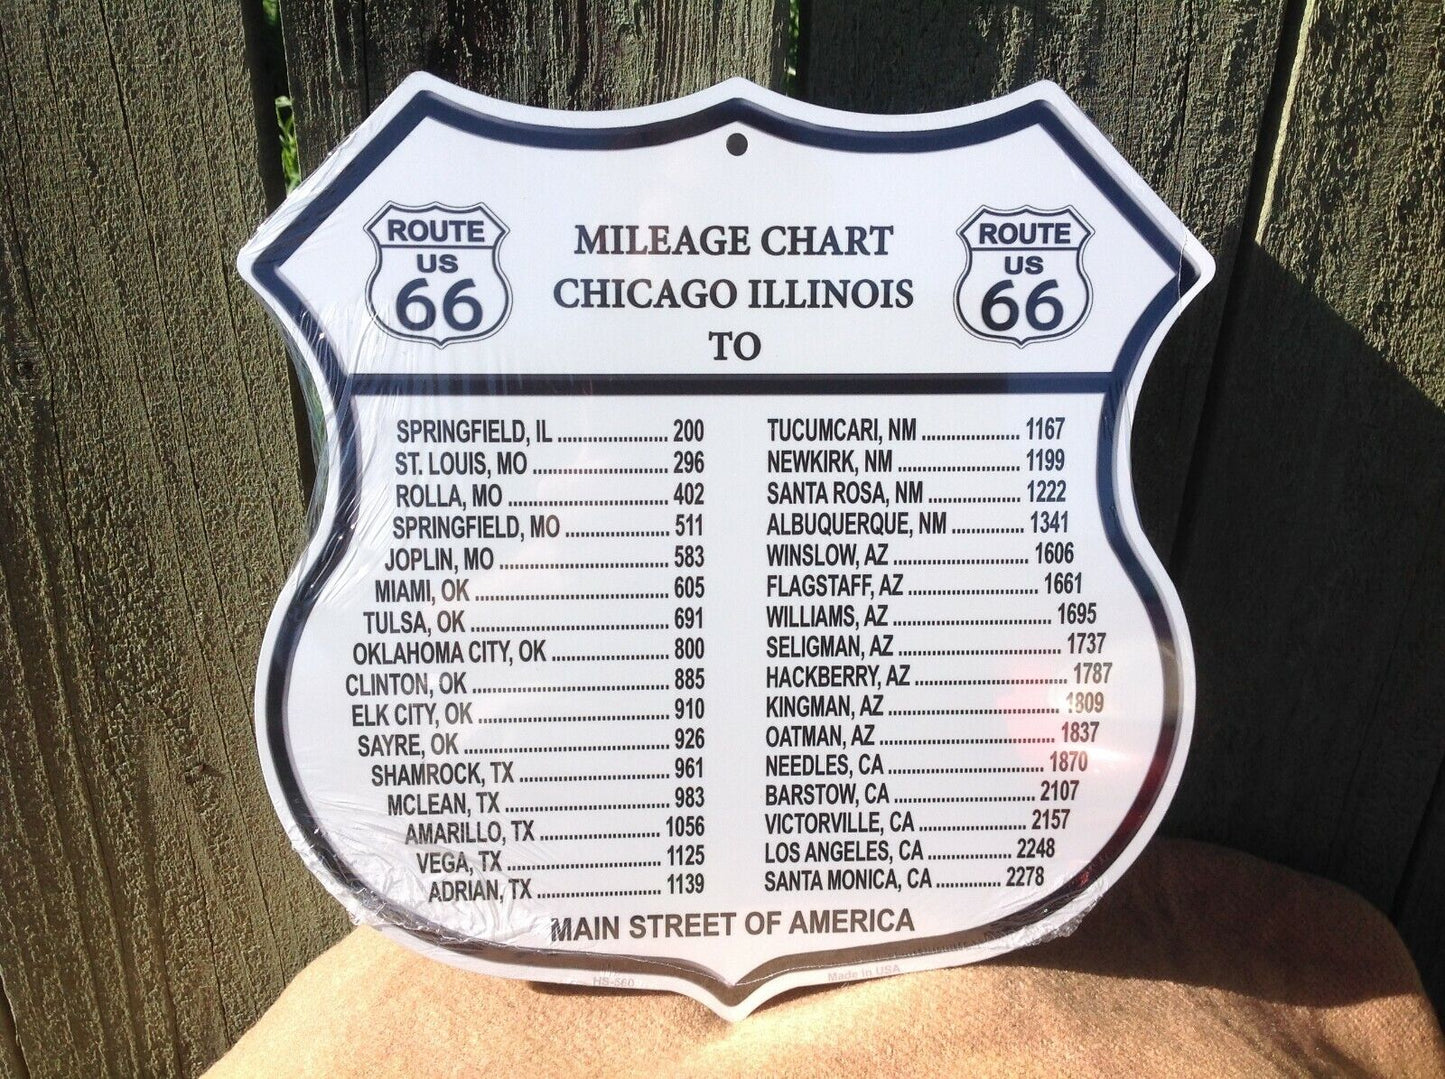 ROUTE
US
66
MILEAGE CHART
CHICAGO ILLINOIS
TO
ROUTE
US
66
SPRINGFIELD, IL ..................... 200
ST. LOUIS, MO .......................... 296
ROLLA, MO ............................... 402
SPRINGFIELD, MO .................... 511
JOPLIN, MO ................................ 583
MIAMI, OK ..................................... 605
TULSA, OK ...................................... 691
OKLAHOMA CITY, OK ...................... 800
CLINTON, OK ..................................... 885
ELK CITY, OK .................................... 910
SAYRE, OK ....................................... 926
SHAMROCK, TX ............................. 961
MCLEAN, TX ............................... 983
AMARILLO, TX ....................... 1056
VEGA, TX ............................. 1125
ADRIAN, TX ........................ 1139
TUCUMCARI, NM ................... 1167
NEWKIRK, NM ....................... 1199
SANTA ROSA, NM ................. 1222
ALBUQUERQUE, NM ............. 1341
WINSLOW, AZ .......................... 1606
FLAGSTAFF, AZ ......................... 1661
WILLIAMS, AZ .............................. 1695
SELIGMAN, AZ ............................... 1737
HACKBERRY, AZ ............................. 1787
KINGMAN, AZ ................................ 1809
OATMAN, AZ ................................. 1837
NEEDLES, CA .............................. 1870
BARSTOW, CA ........................... 2107
VICTORVILLE, CA ..................... 2157
LOS ANGELES, CA ................ 2248
SANTA MONICA, CA ............. 2278
MAIN STREET OF AMERICA
HS-560
Made in USA